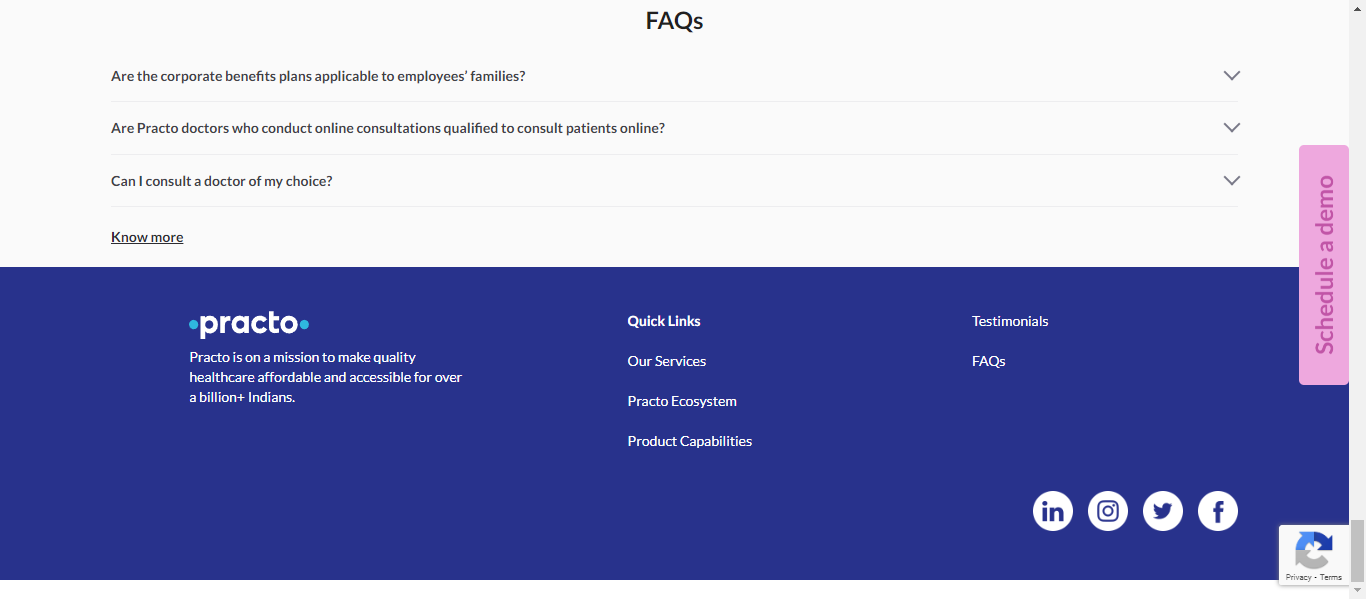 FAQs
Are the corporate benefits plans applicable to employees’ families?
Are Practo doctors who conduct online consultations qualified to consult patients online?
Can I consult a doctor of my choice?
Know more
Schedule a demo
practo
Practo is on a mission to make quality
healthcare affordable and accessible for over
a billion+ Indians.
Quick Links
Our Services
Practo Ecosystem
Product Capabilities
Testimonials
FAQs
in
f
Privacy - Terms